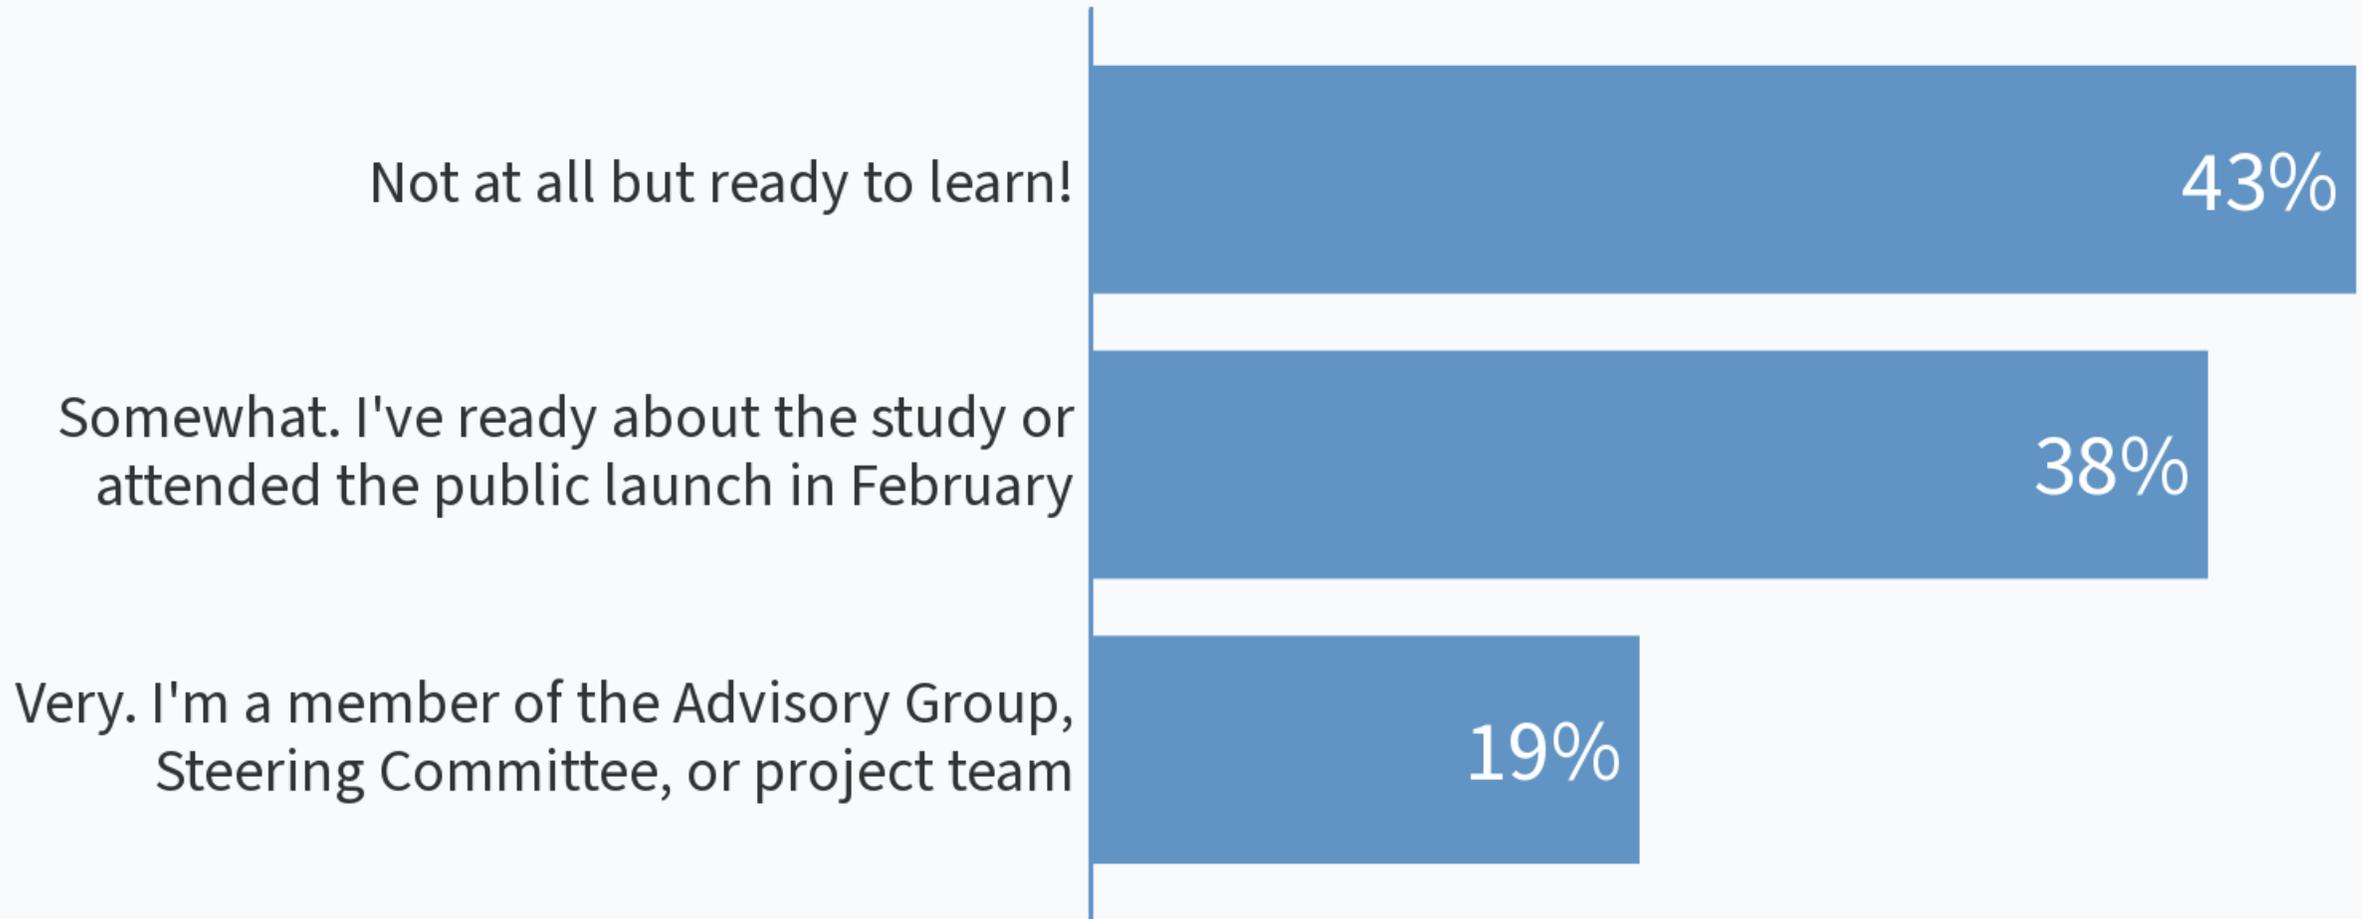 Not at all but ready to learn!
43%
Somewhat. I've ready about the study or
attended the public launch in February
38%
Very. I'm a member of the Advisory Group,
Steering Committee, or project team
19%